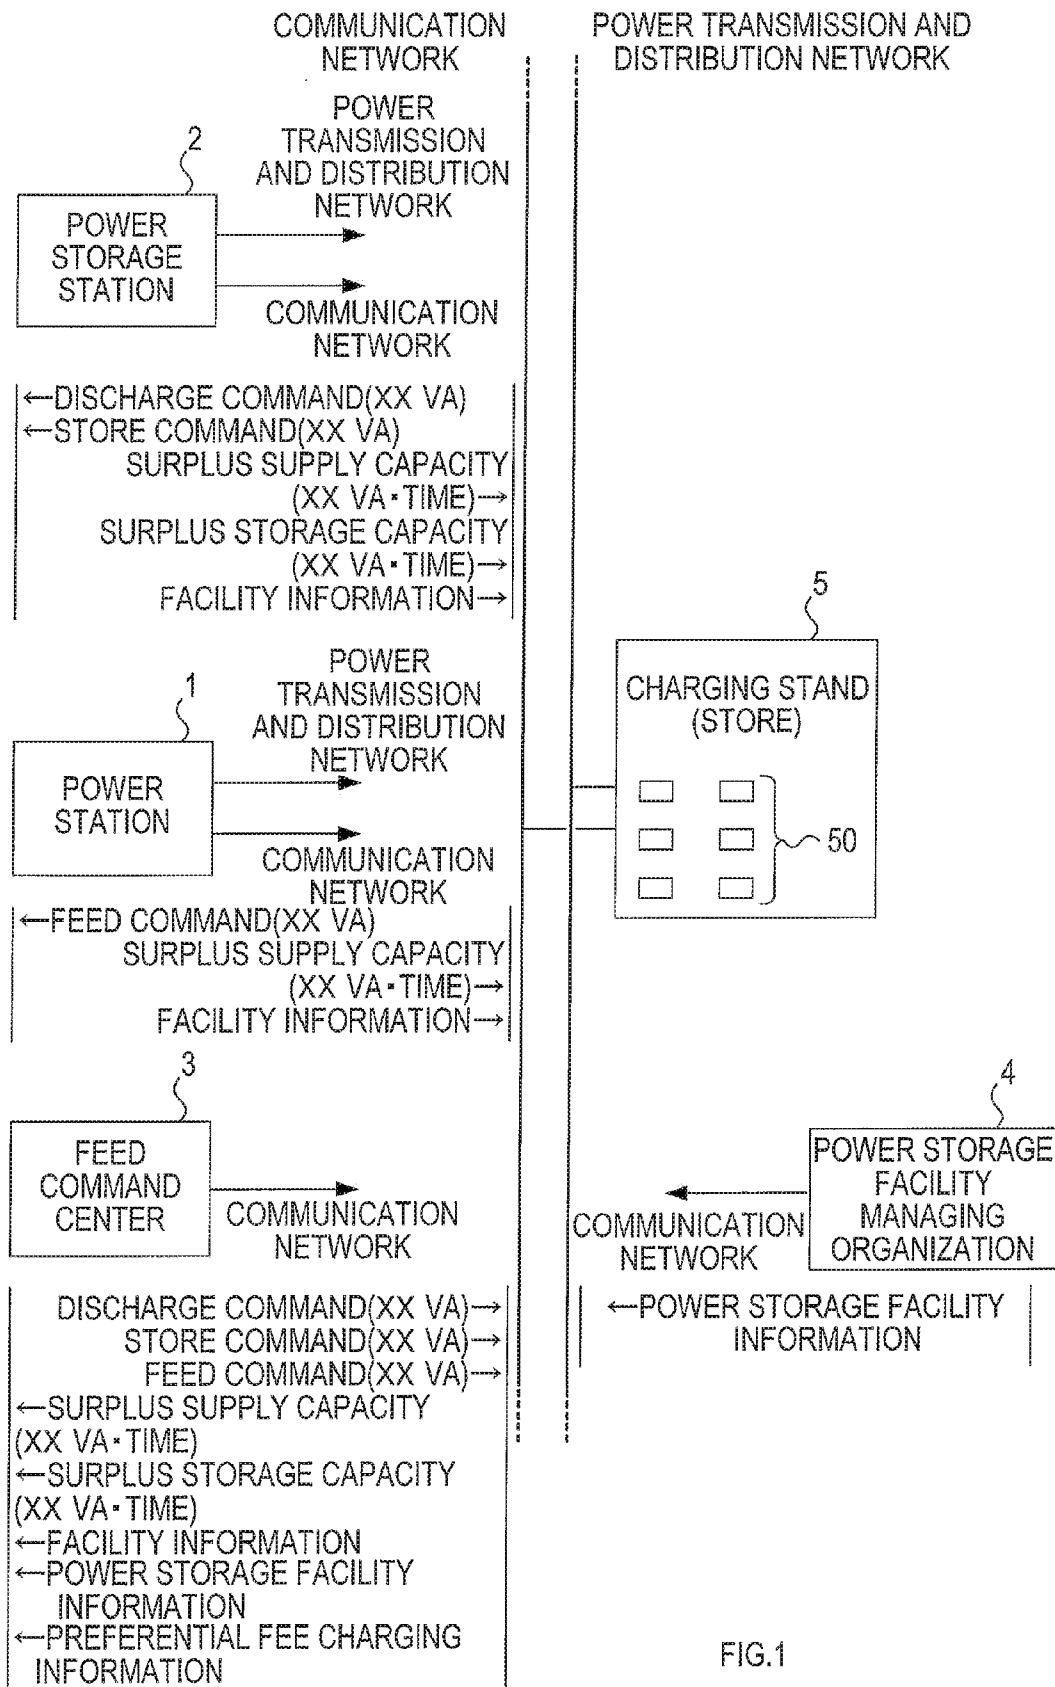 COMMUNICATION
NETWORK
POWER TRANSMISSION AND
DISTRIBUTION NETWORK
2
POWER
TRANSMISSION
AND DISTRIBUTION
NETWORK
POWER
STORAGE
STATION
COMMUNICATION
NETWORK
←DISCHARGE COMMAND(XX VA)
←STORE COMMAND(XX VA)
SURPLUS SUPPLY CAPACITY
(XX VA・TIME)→
SURPLUS STORAGE CAPACITY
(XX VA・TIME)→
FACILITY INFORMATION→
1
POWER
TRANSMISSION
AND DISTRIBUTION
NETWORK
POWER
STATION
COMMUNICATION
NETWORK
←FEED COMMAND(XX VA)
SURPLUS SUPPLY CAPACITY
(XX VA・TIME)→
FACILITY INFORMATION→
5
CHARGING STAND
(STORE)
50
3
FEED
COMMAND
CENTER
COMMUNICATION
NETWORK
4
POWER STORAGE
FACILITY
MANAGING
ORGANIZATION
COMMUNICATION
NETWORK
←POWER STORAGE FACILITY
INFORMATION
DISCHARGE COMMAND(XX VA)→
STORE COMMAND(XX VA)→
FEED COMMAND(XX VA)→
←SURPLUS SUPPLY CAPACITY
(XX VA・TIME)
←SURPLUS STORAGE CAPACITY
(XX VA・TIME)
←FACILITY INFORMATION
←POWER STORAGE FACILITY
INFORMATION
←PREFERENTIAL FEE CHARGING
INFORMATION
FIG.1